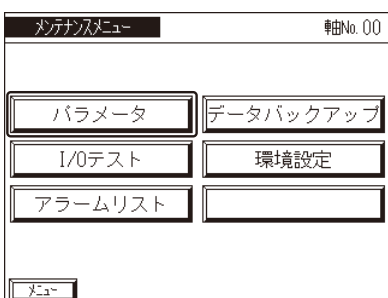 メンテナンスメニュー 軸No. 00
パラメータ データバックアップ
I/Oテスト 環境設定
アラームリスト
メニュー